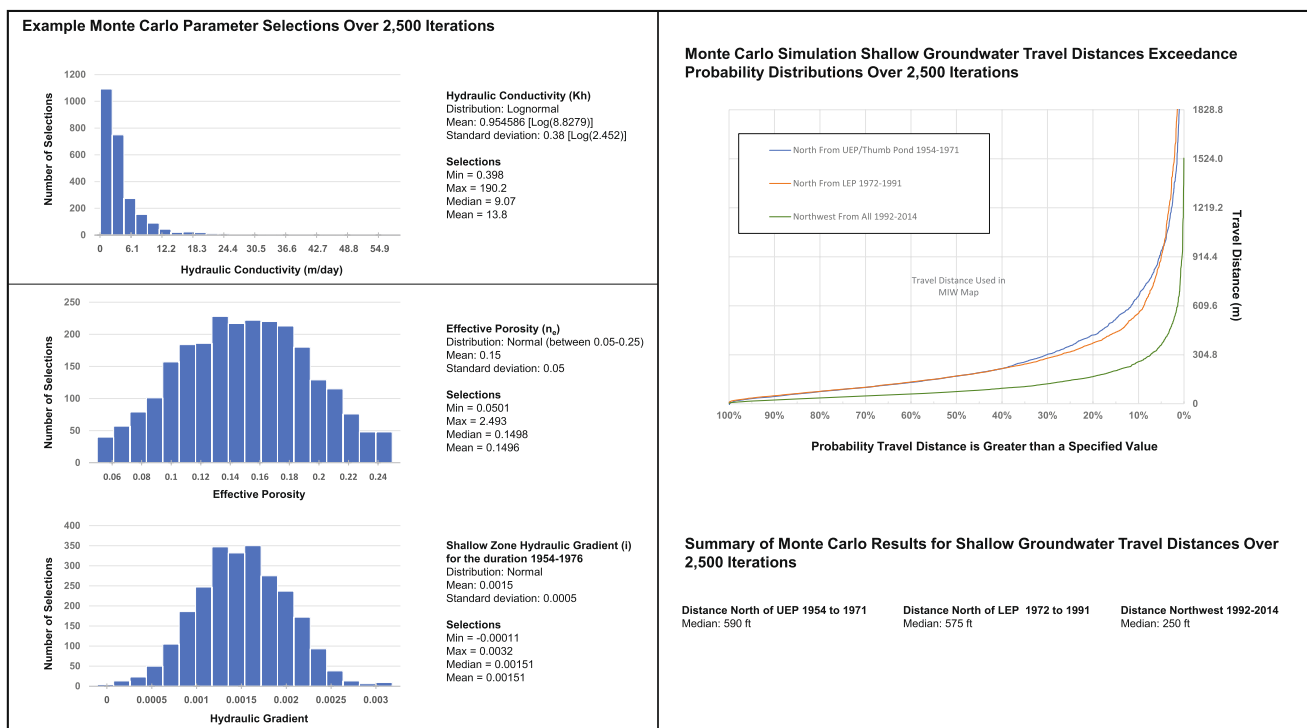 Example Monte Carlo Parameter Selections Over 2,500 Iterations
1200
1000
800
600
400
200
0
Number of Selections
0 6.1 12.2 18.3 24.4 30.5 36.6 42.7 48.8 54.9
Hydraulic Conductivity (m/day)
Hydraulic Conductivity (Kh)
Distribution: Lognormal
Mean: 0.954586 [Log(8.8279)]
Standard deviation: 0.38 [Log(2.452)]
Selections
Min = 0.398
Max = 190.2
Median = 9.07
Mean = 13.8
250
200
150
100
50
0
Number of Selections
0.06 0.08 0.1 0.12 0.14 0.16 0.18 0.2 0.22 0.24
Effective Porosity
Effective Porosity (ne)
Distribution: Normal (between 0.05-0.25)
Mean: 0.15
Standard deviation: 0.05
Selections
Min = 0.0501
Max = 2.493
Median = 0.1498
Mean = 0.1496
400
350
300
250
200
150
100
50
0
Number of Selections
0 0.0005 0.001 0.0015 0.002 0.0025 0.003
Hydraulic Gradient
Shallow Zone Hydraulic Gradient (i)
for the duration 1954-1976
Distribution: Normal
Mean: 0.0015
Standard deviation: 0.0005
Selections
Min = -0.00011
Max = 0.0032
Median = 0.00151
Mean = 0.00151
Monte Carlo Simulation Shallow Groundwater Travel Distances Exceedance
Probability Distributions Over 2,500 Iterations
North From UEP/Thumb Pond 1954-1971
North From LEP 1972-1991
Northwest From All 1992-2014
Travel Distance Used in
MIW Map
1828.8
1524.0
1219.2
914.4
609.6
304.8
0
Travel Distance (m)
100% 90% 80% 70% 60% 50% 40% 30% 20% 10% 0%
Probability Travel Distance is Greater than a Specified Value
Summary of Monte Carlo Results for Shallow Groundwater Travel Distances Over
2,500 Iterations
Distance North of UEP 1954 to 1971
Median: 590 ft
Distance North of LEP 1972 to 1991
Median: 575 ft
Distance Northwest 1992-2014
Median: 250 ft